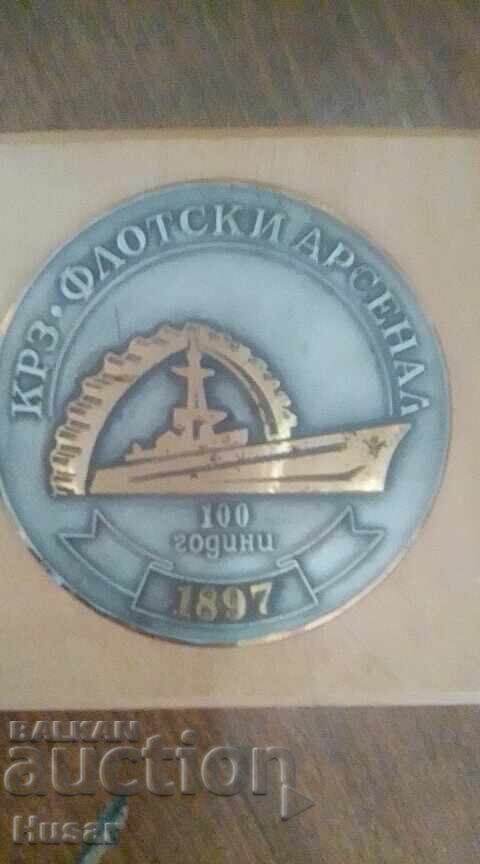 КРЗ · ФЛОТСКИ АРСЕНАЛ
100
години
1897
BALKAN
auction
Husar